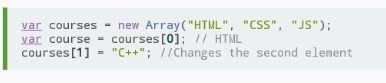 var courses = new Array("HTML", "CSS", "JS");
var course = courses[0]; // HTML
courses[1] = "C++"; //Changes the second element